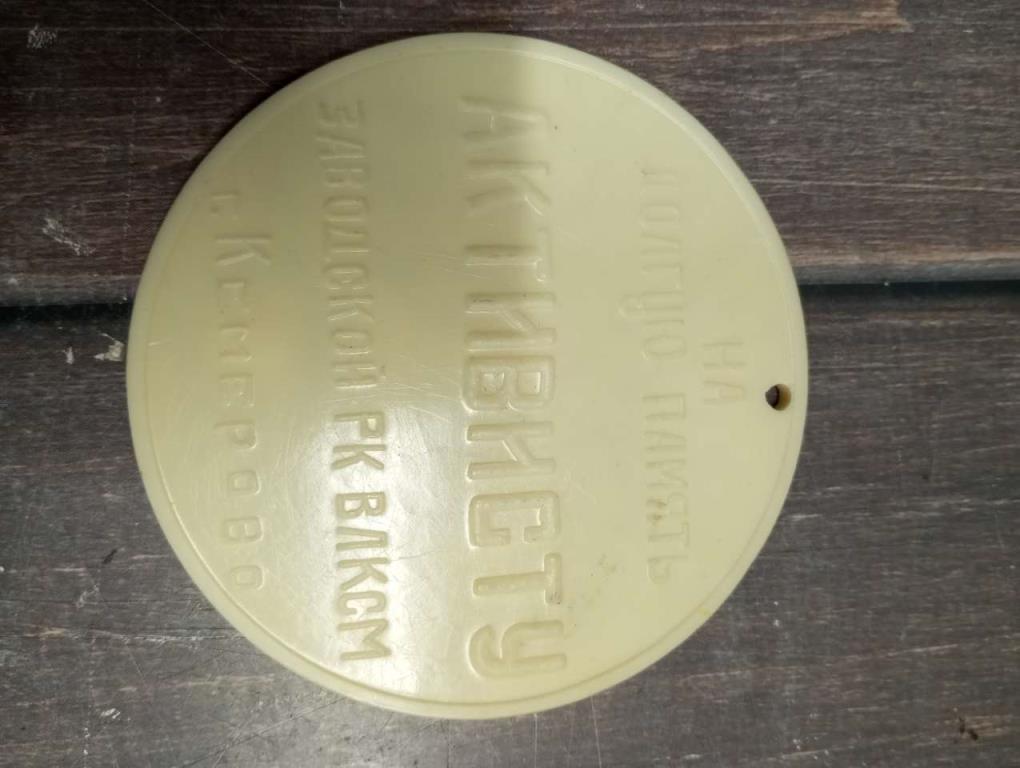 НА
ДОЛГУЮ ПАМЯТЬ
АКТИВИСТУ
ЗАВОДСКОЙ РК ВЛКСМ
г. Кемерово